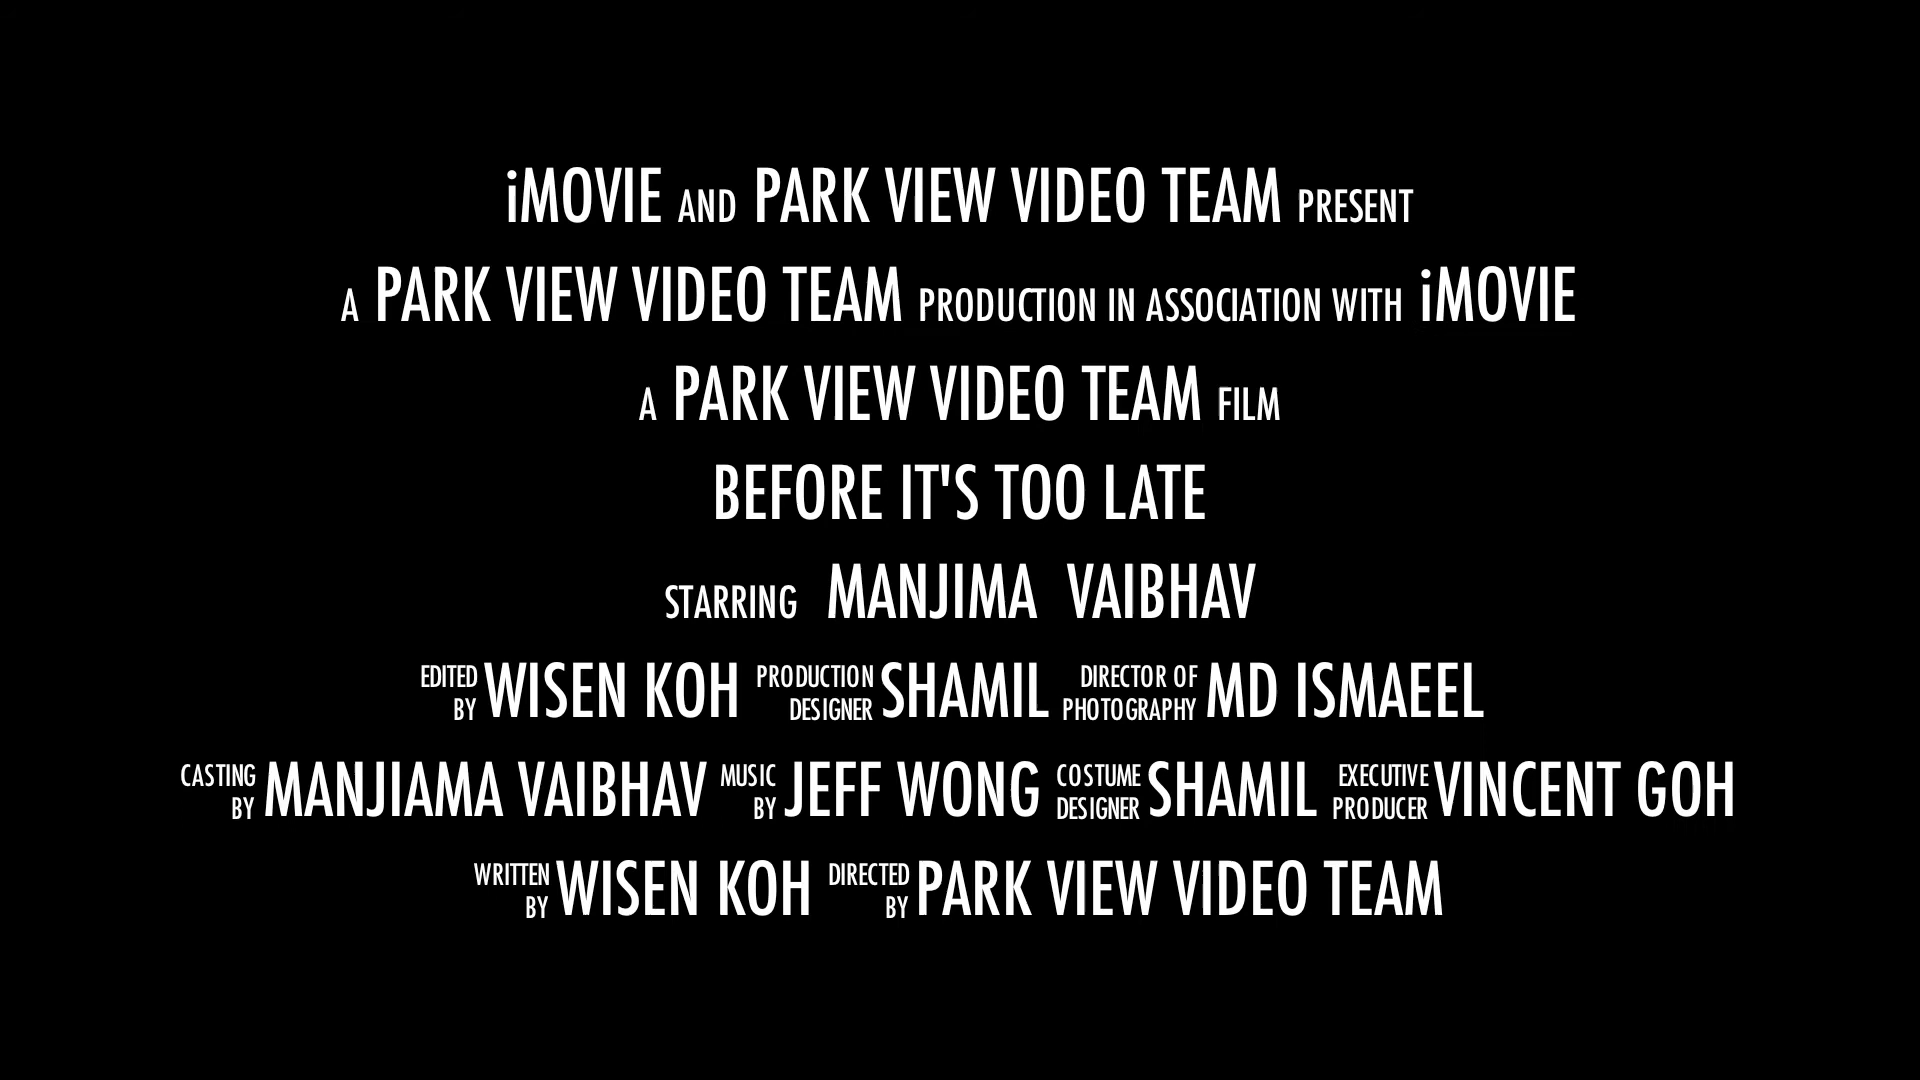 iMOVIE AND PARK VIEW VIDEO TEAM PRESENT
A PARK VIEW VIDEO TEAM PRODUCTION IN ASSOCIATION WITH iMOVIE
A PARK VIEW VIDEO TEAM FILM
BEFORE IT'S TOO LATE
STARRING MANJIMA VAIBHAV
EDITED BY WISEN KOH PRODUCTION DESIGNER SHAMIL DIRECTOR OF PHOTOGRAPHY MD ISMAEEL
CASTING BY MANJIAMA VAIBHAV MUSIC BY JEFF WONG COSTUME DESIGNER SHAMIL EXECUTIVE PRODUCER VINCENT GOH
WRITTEN BY WISEN KOH DIRECTED BY PARK VIEW VIDEO TEAM